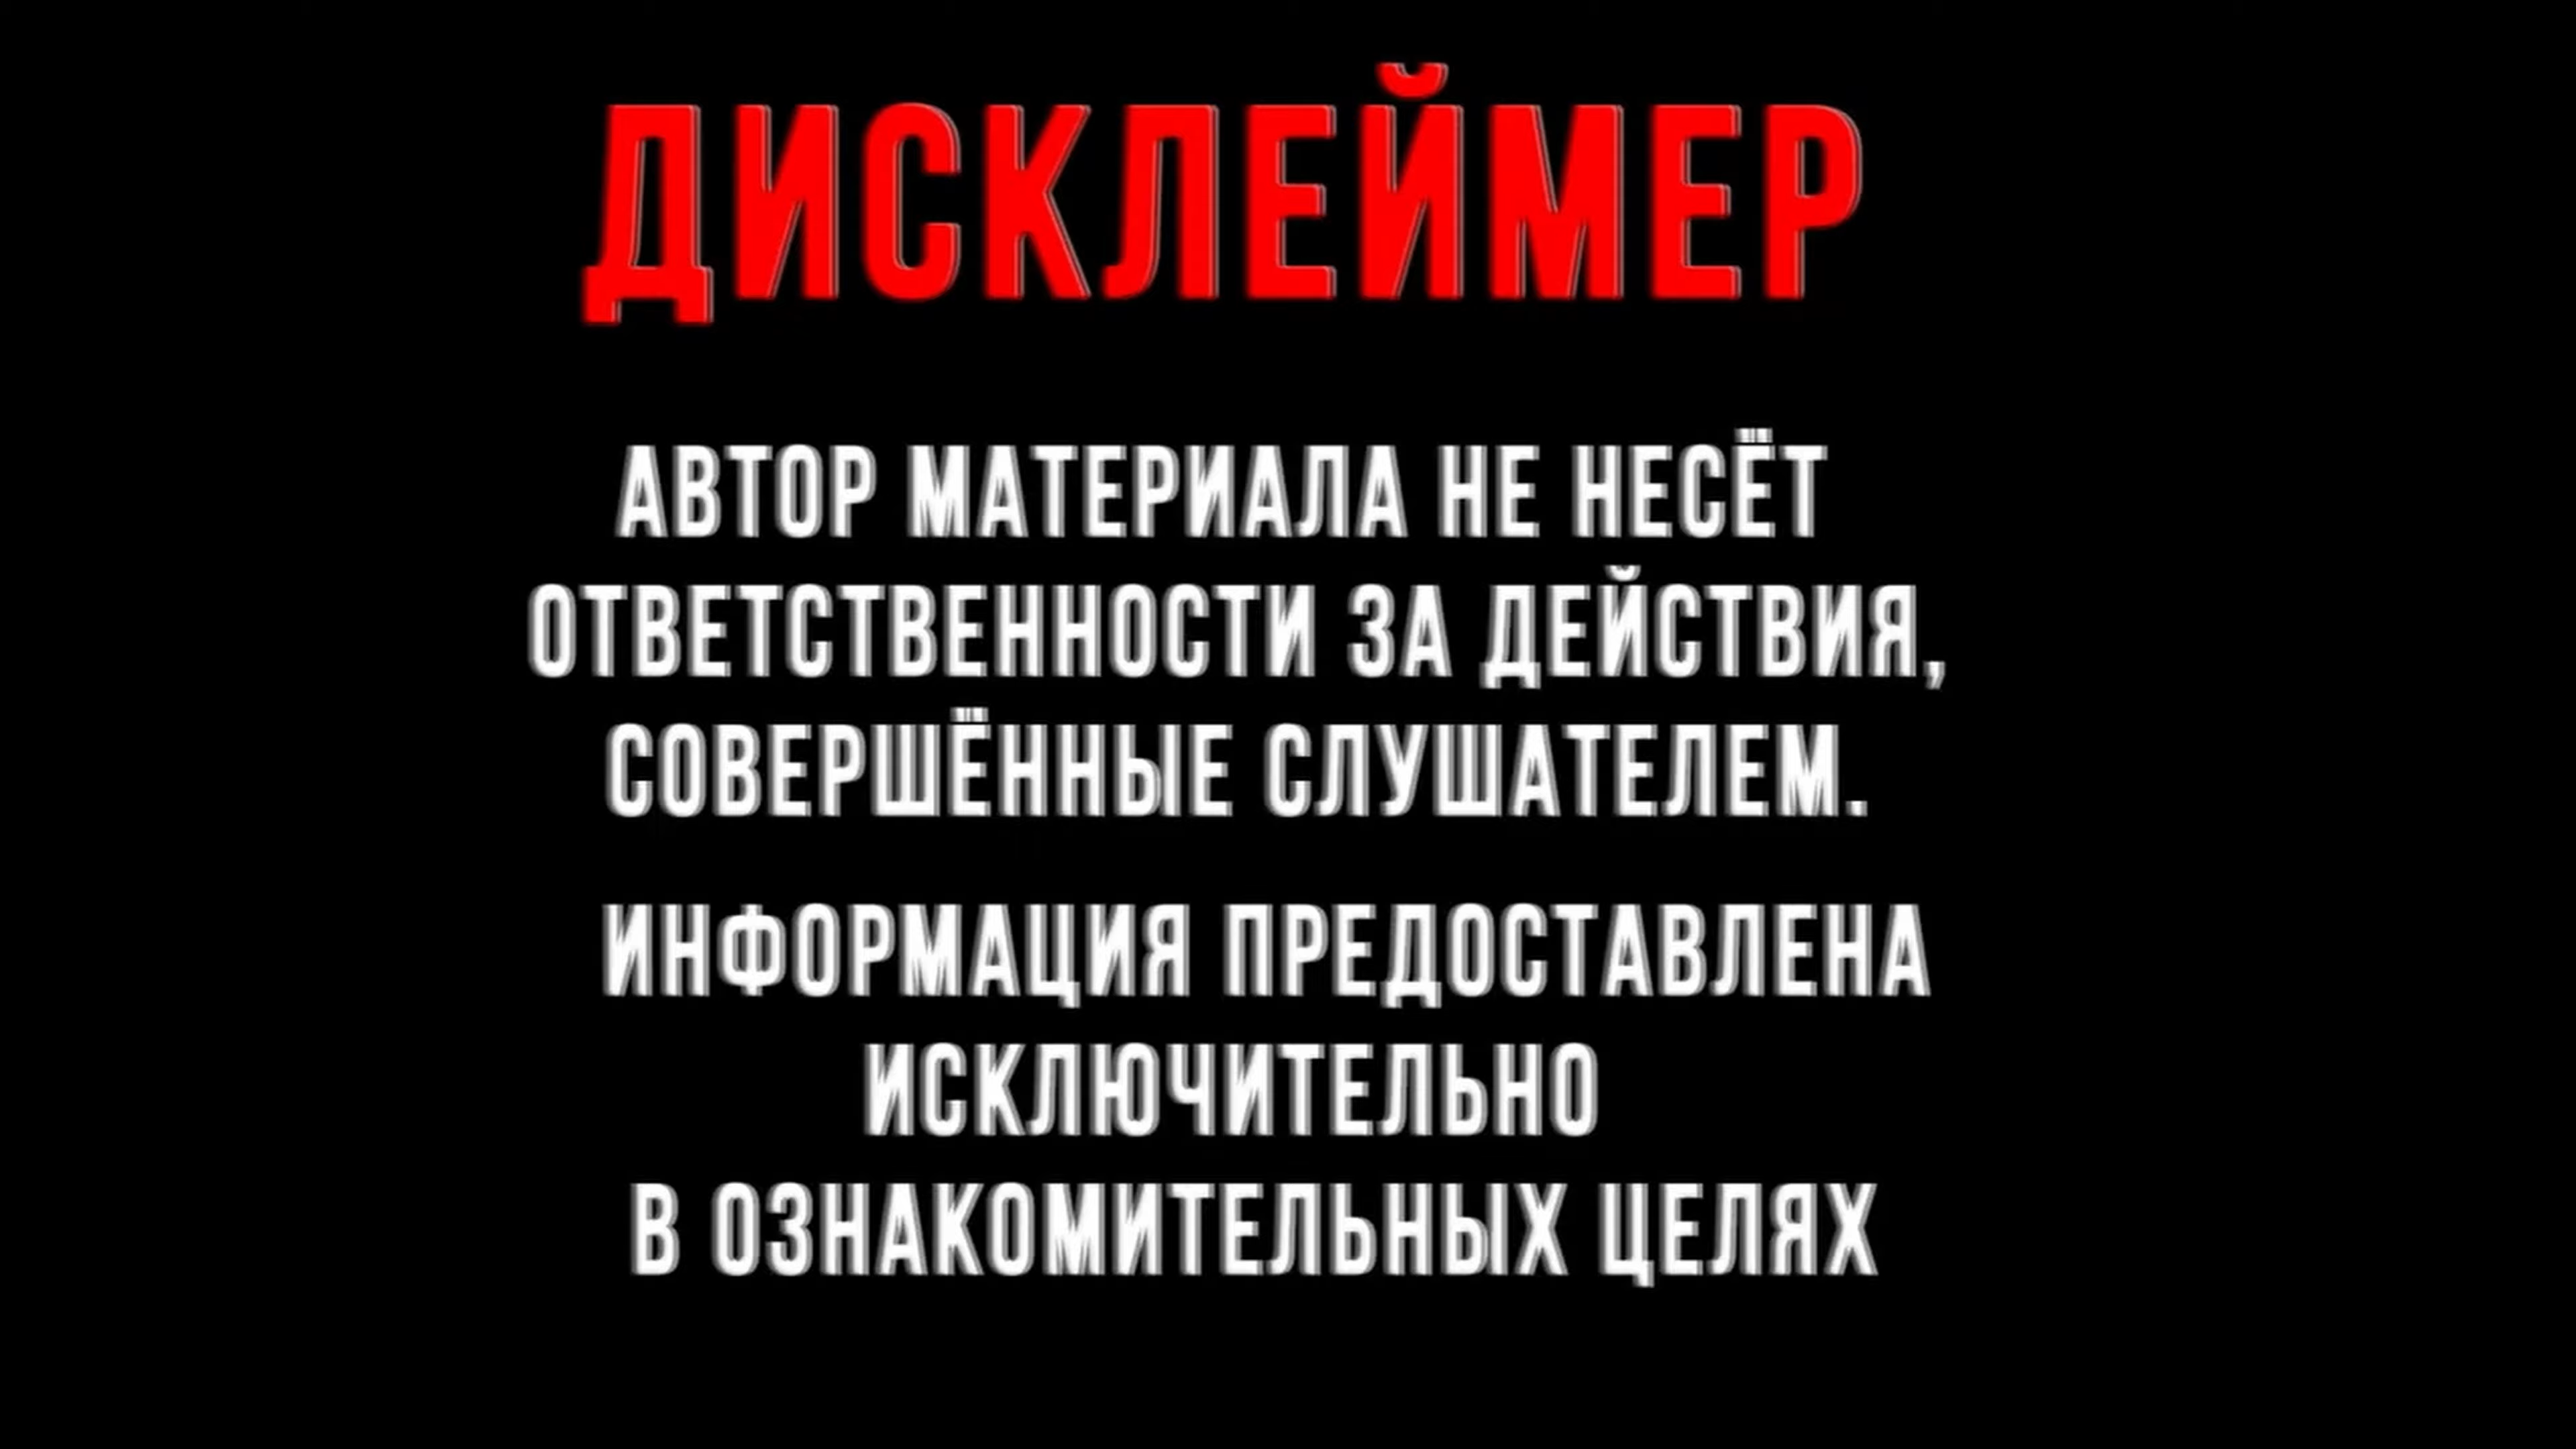 ДИСКЛЕЙМЕР
АВТОР МАТЕРИАЛА НЕ НЕСЁТ
ОТВЕТСТВЕННОСТИ ЗА ДЕЙСТВИЯ,
СОВЕРШЁННЫЕ СЛУШАТЕЛЕМ.
ИНФОРМАЦИЯ ПРЕДОСТАВЛЕНА
ИСКЛЮЧИТЕЛЬНО
В ОЗНАКОМИТЕЛЬНЫХ ЦЕЛЯХ